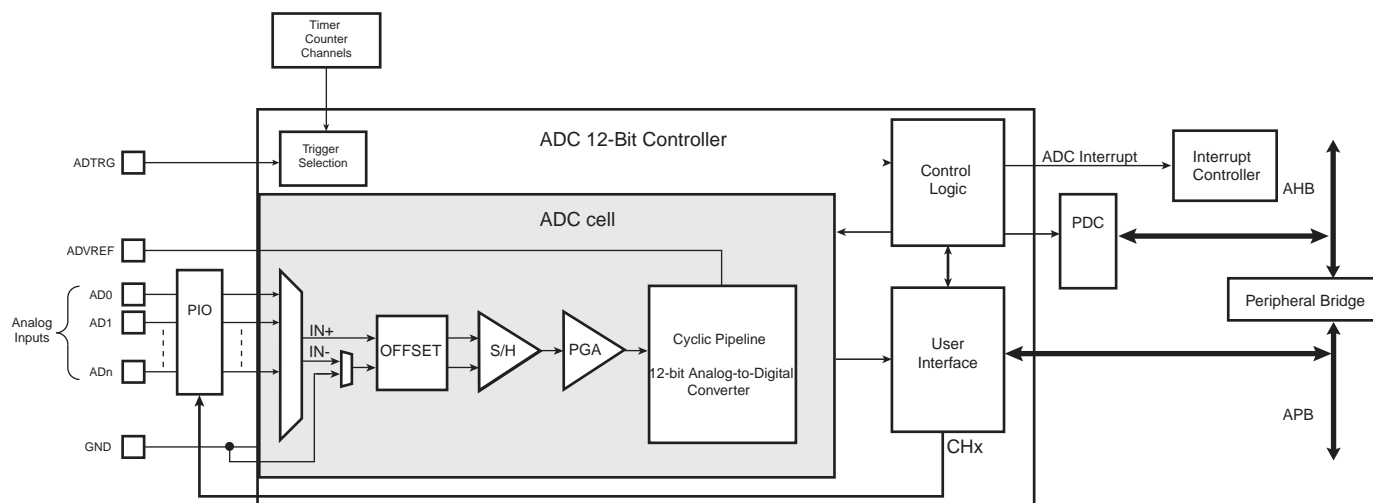 Timer
Counter
Channels
ADC 12-Bit Controller
Trigger
Selection
ADTRG
Control
Logic
ADC Interrupt
Interrupt
Controller
AHB
PDC
ADC cell
ADVREF
Analog
Inputs
AD0
AD1
ADn
PIO
IN+
IN-
OFFSET
S/H
PGA
Cyclic Pipeline
12-bit Analog-to-Digital
Converter
User
Interface
Peripheral Bridge
APB
GND
CHx